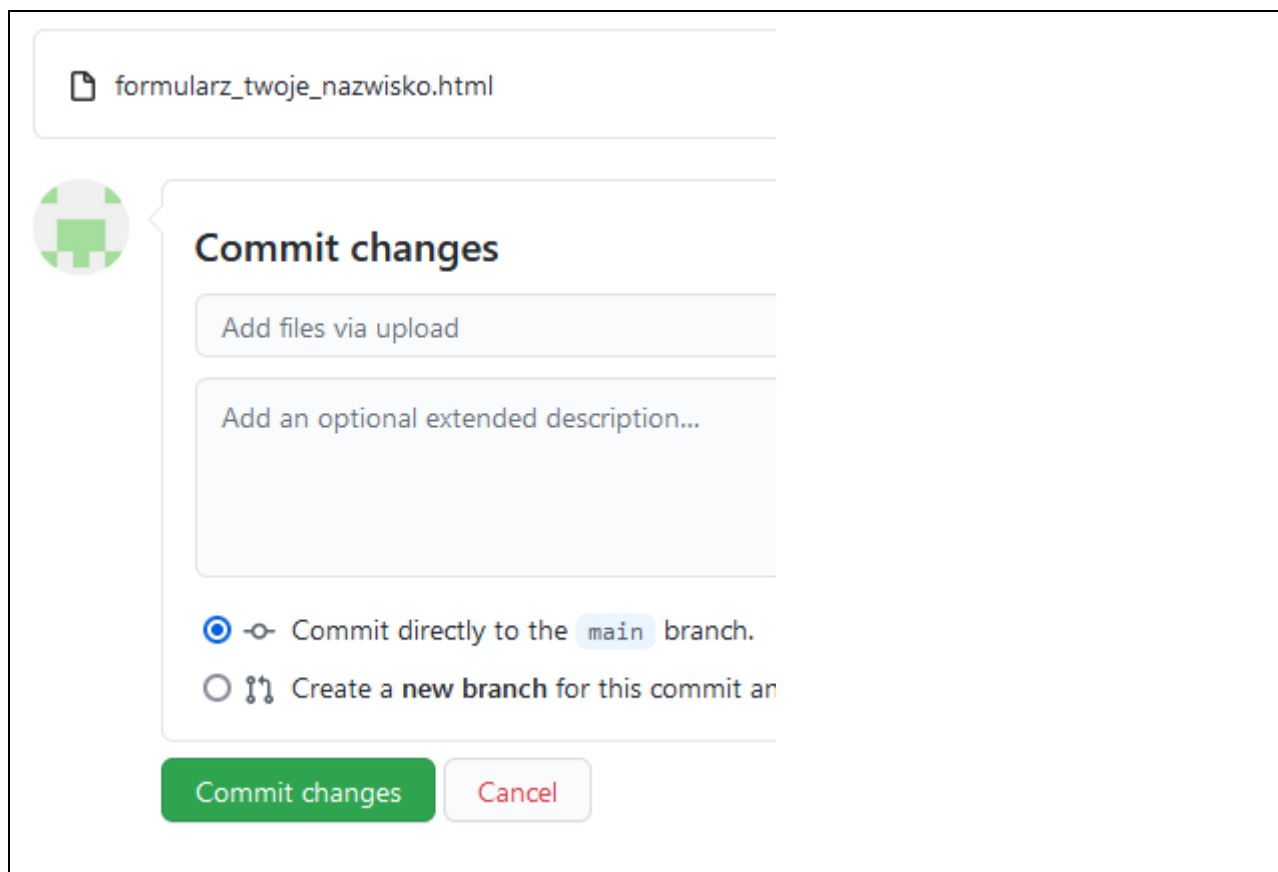 formularz_twoje_nazwisko.html
Commit changes
Add files via upload
Add an optional extended description...
Commit directly to the main branch.
Create a new branch for this commit an
Commit changes
Cancel